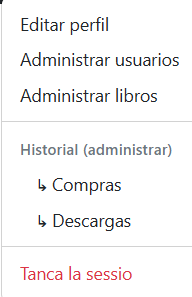 Editar perfil
Administrar usuarios
Administrar libros
Historial (administrar)
↳ Compras
↳ Descargas
Tanca la sessio